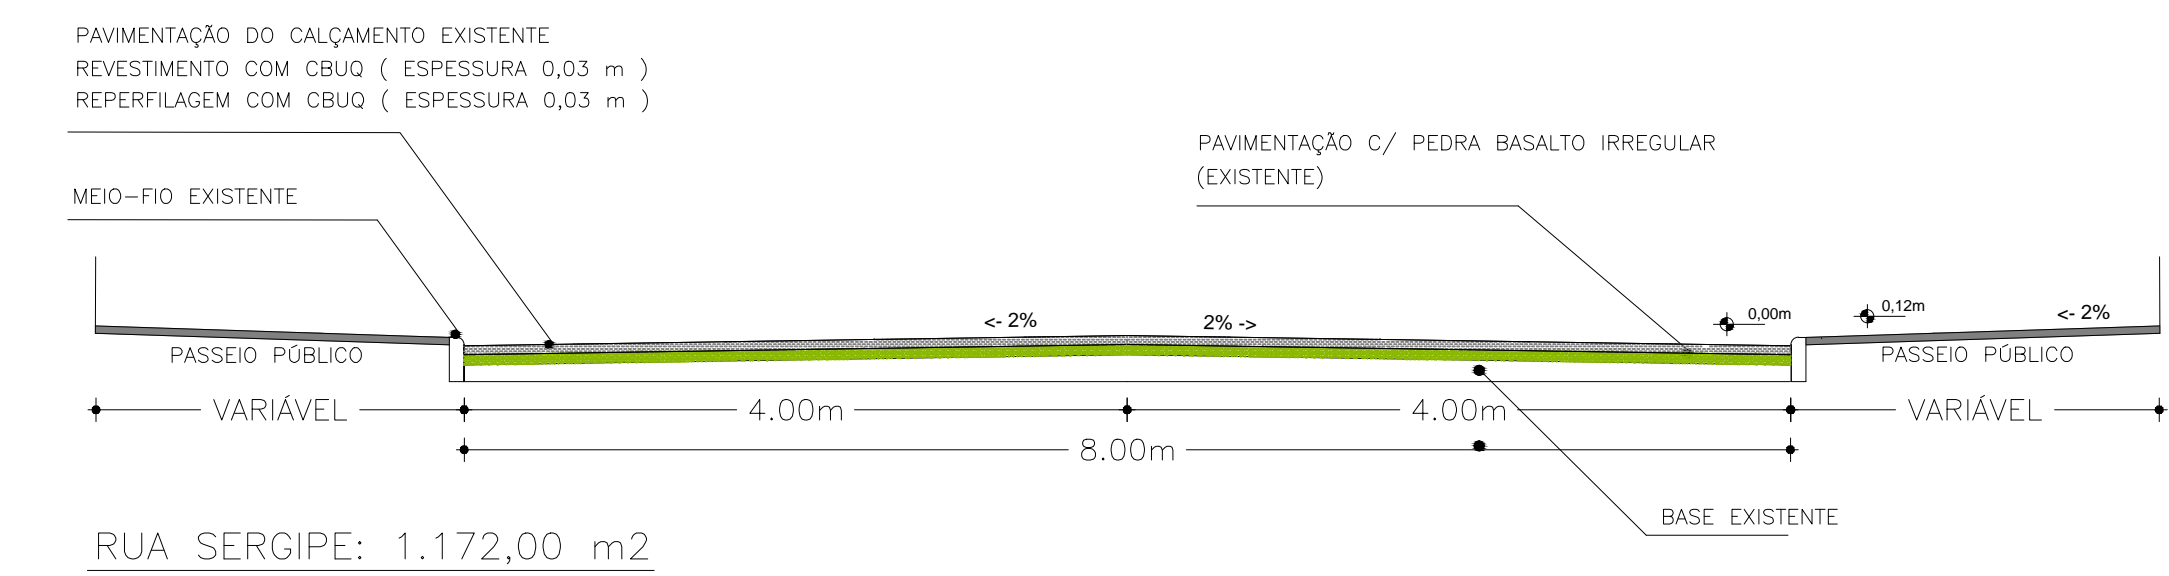 PAVIMENTAÇÃO DO CALÇAMENTO EXISTENTE
REVESTIMENTO COM CBUQ ( ESPESSURA 0,03 m )
REPERFILAGEM COM CBUQ ( ESPESSURA 0,03 m )
PAVIMENTAÇÃO C/ PEDRA BASALTO IRREGULAR
(EXISTENTE)
MEIO-FIO EXISTENTE
<- 2%
2% ->
0,00m
0,12m
<- 2%
PASSEIO PÚBLICO
PASSEIO PÚBLICO
VARIÁVEL
4.00m
4.00m
VARIÁVEL
8.00m
BASE EXISTENTE
RUA SERGIPE: 1.172,00 m2